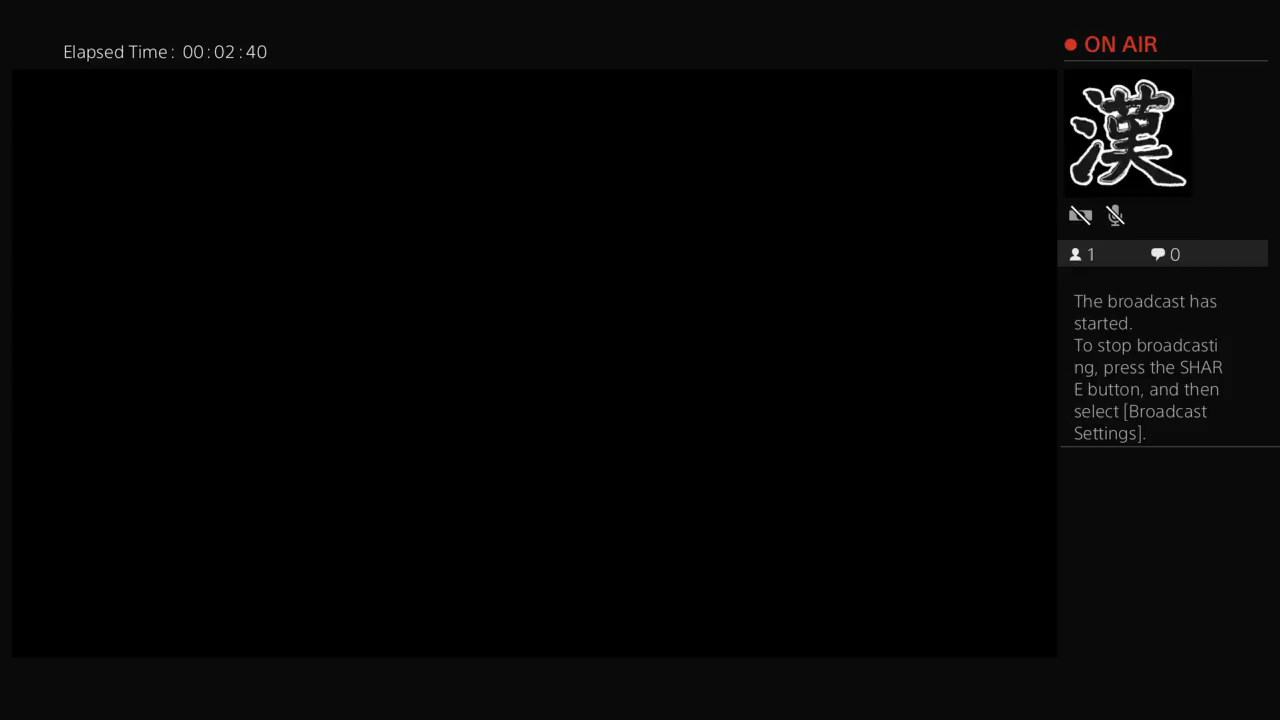 Elapsed Time: 00:02:40
ON AIR
漢
1 0
The broadcast has
started.
To stop broadcasti
ng, press the SHAR
E button, and then
select [Broadcast
Settings].